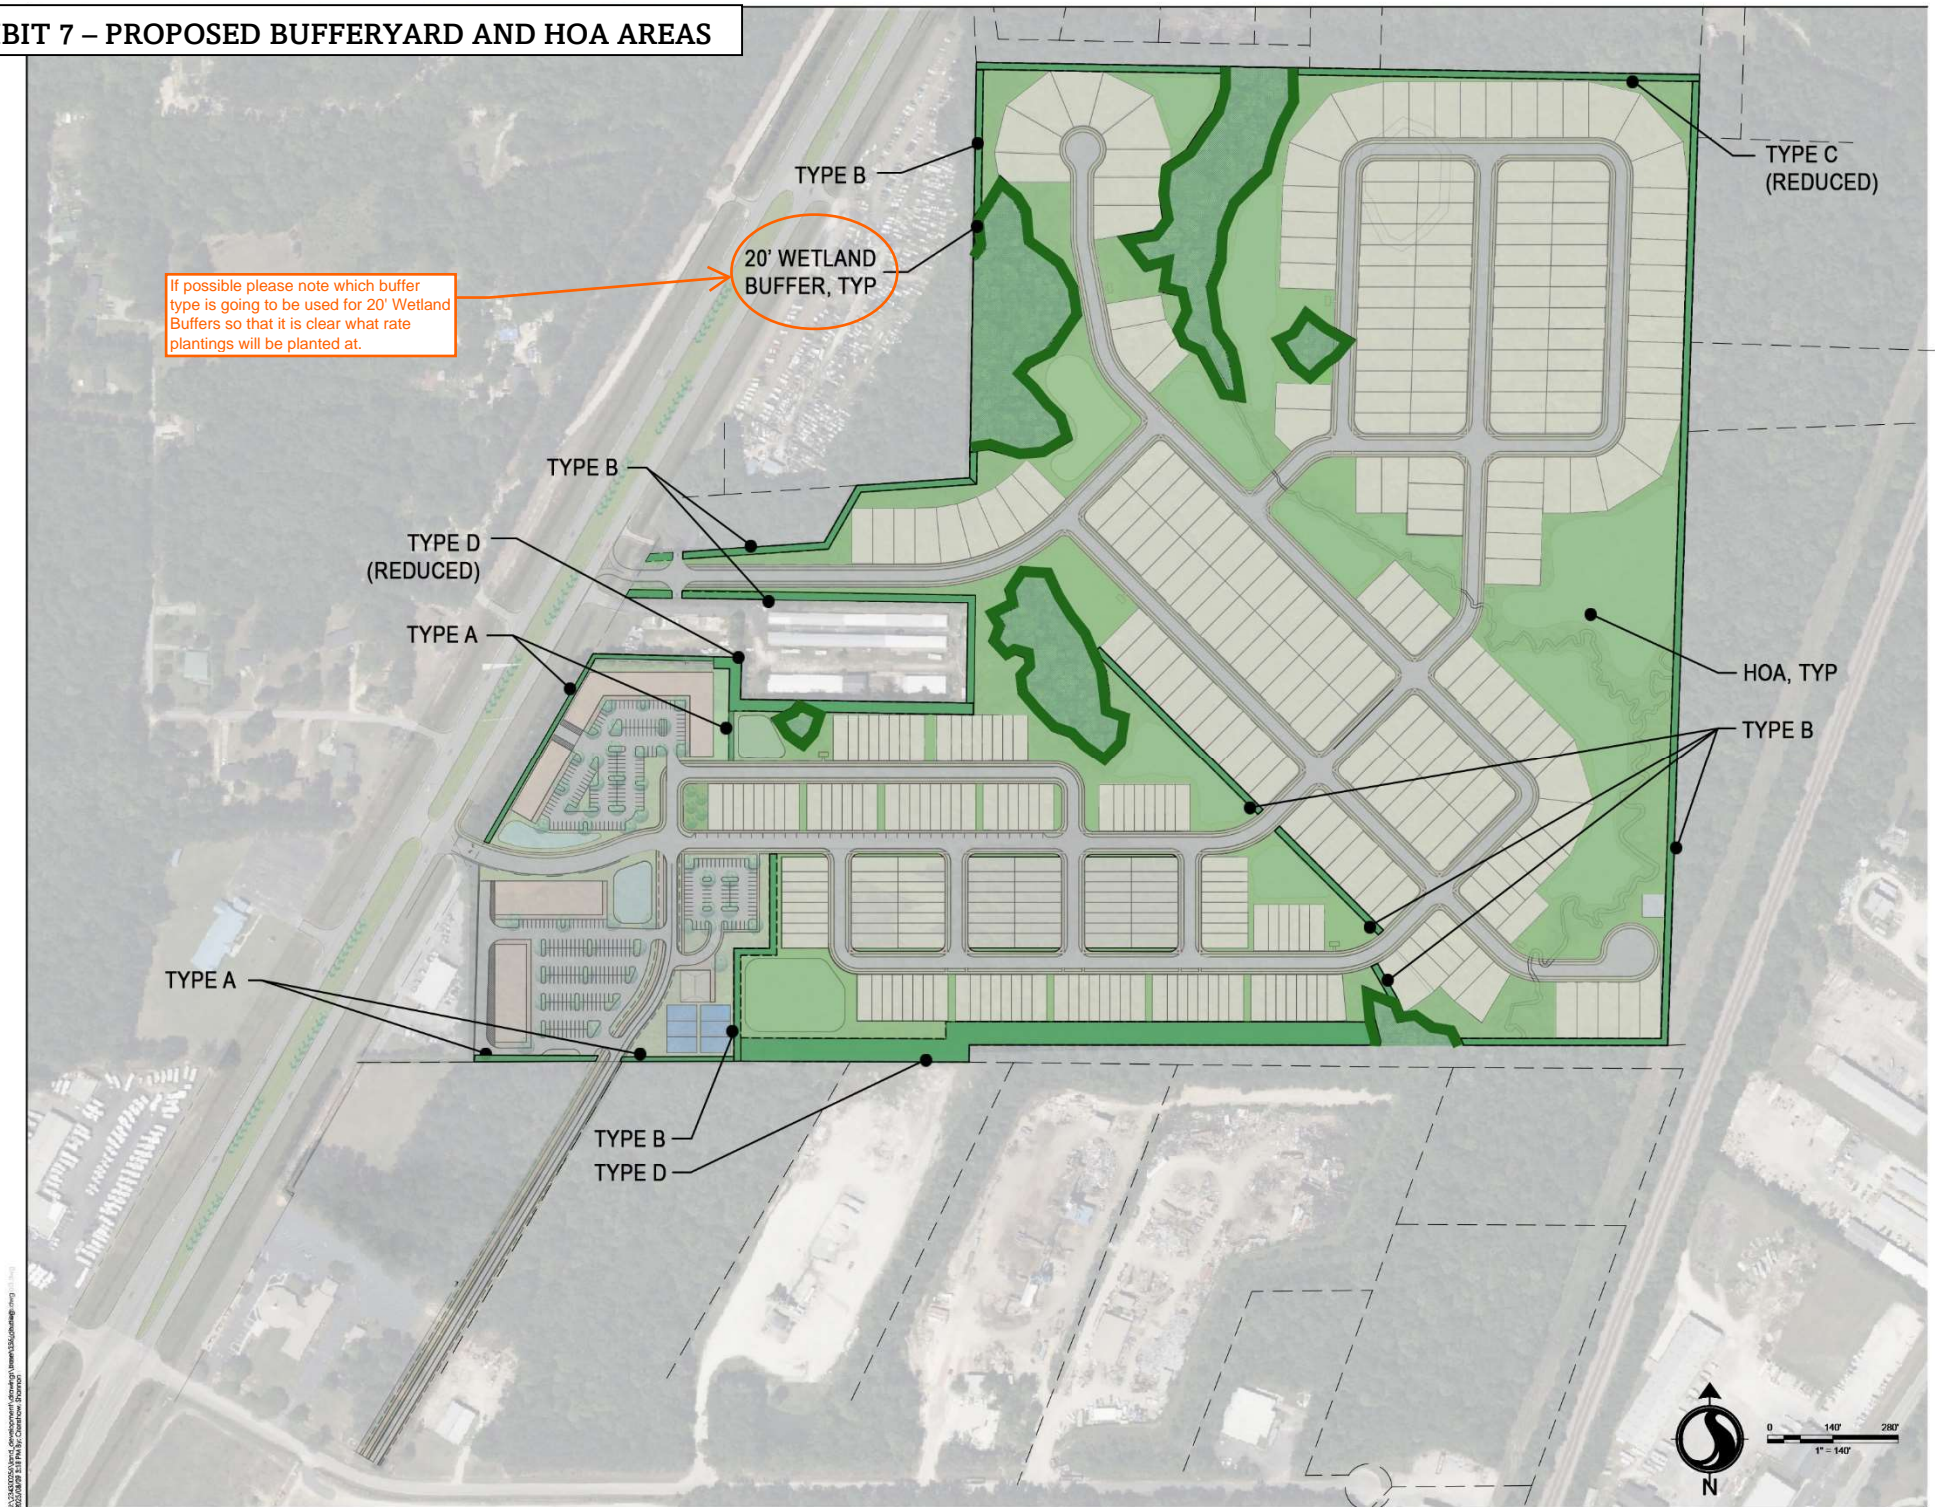 BIT 7 – PROPOSED BUFFERYARD AND HOA AREAS
TYPE B
TYPE C
(REDUCED)
20' WETLAND
BUFFER, TYP
If possible please note which buffer
type is going to be used for 20' Wetland
Buffers so that it is clear what rate
plantings will be planted at.
TYPE B
TYPE D
(REDUCED)
TYPE A
HOA, TYP
TYPE B
TYPE A
TYPE B
TYPE D
0 140' 280'
1" = 140'
N